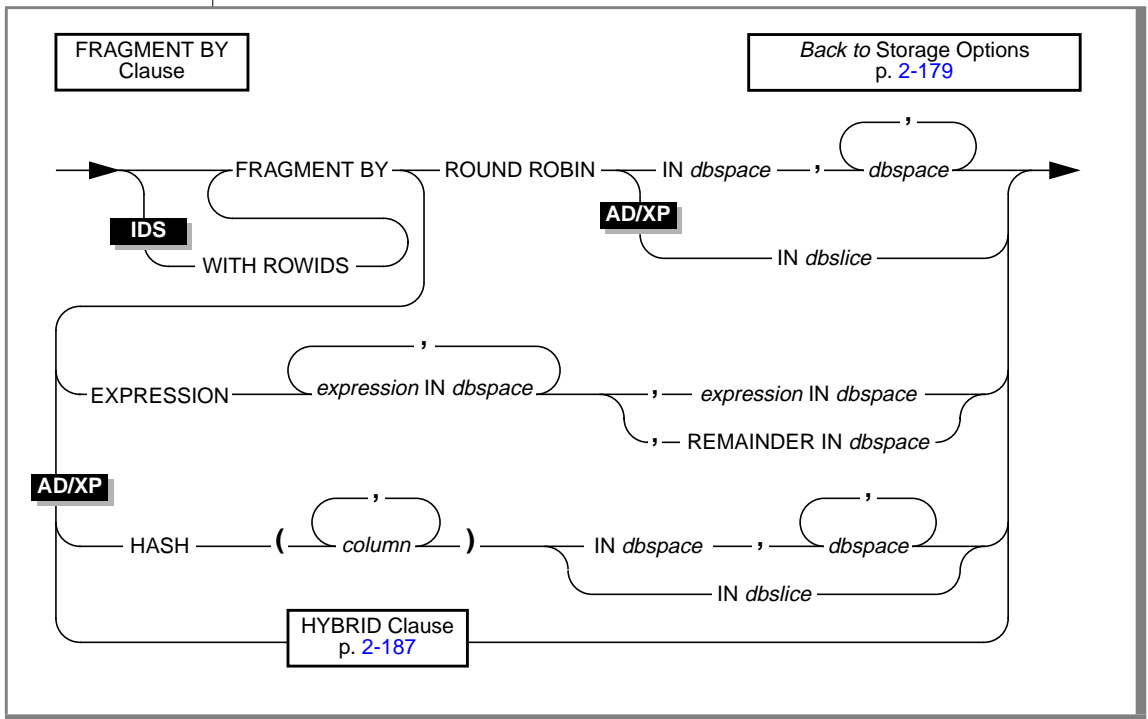 FRAGMENT BY
Clause
Back to Storage Options
p. 2-179
,
FRAGMENT BY ROUND ROBIN IN dbspace , dbspace
IDS
AD/XP
WITH ROWIDS
IN dbslice
,
EXPRESSION expression IN dbspace , expression IN dbspace
, REMAINDER IN dbspace
AD/XP
, ,
HASH ( column ) IN dbspace , dbspace
IN dbslice
HYBRID Clause
p. 2-187